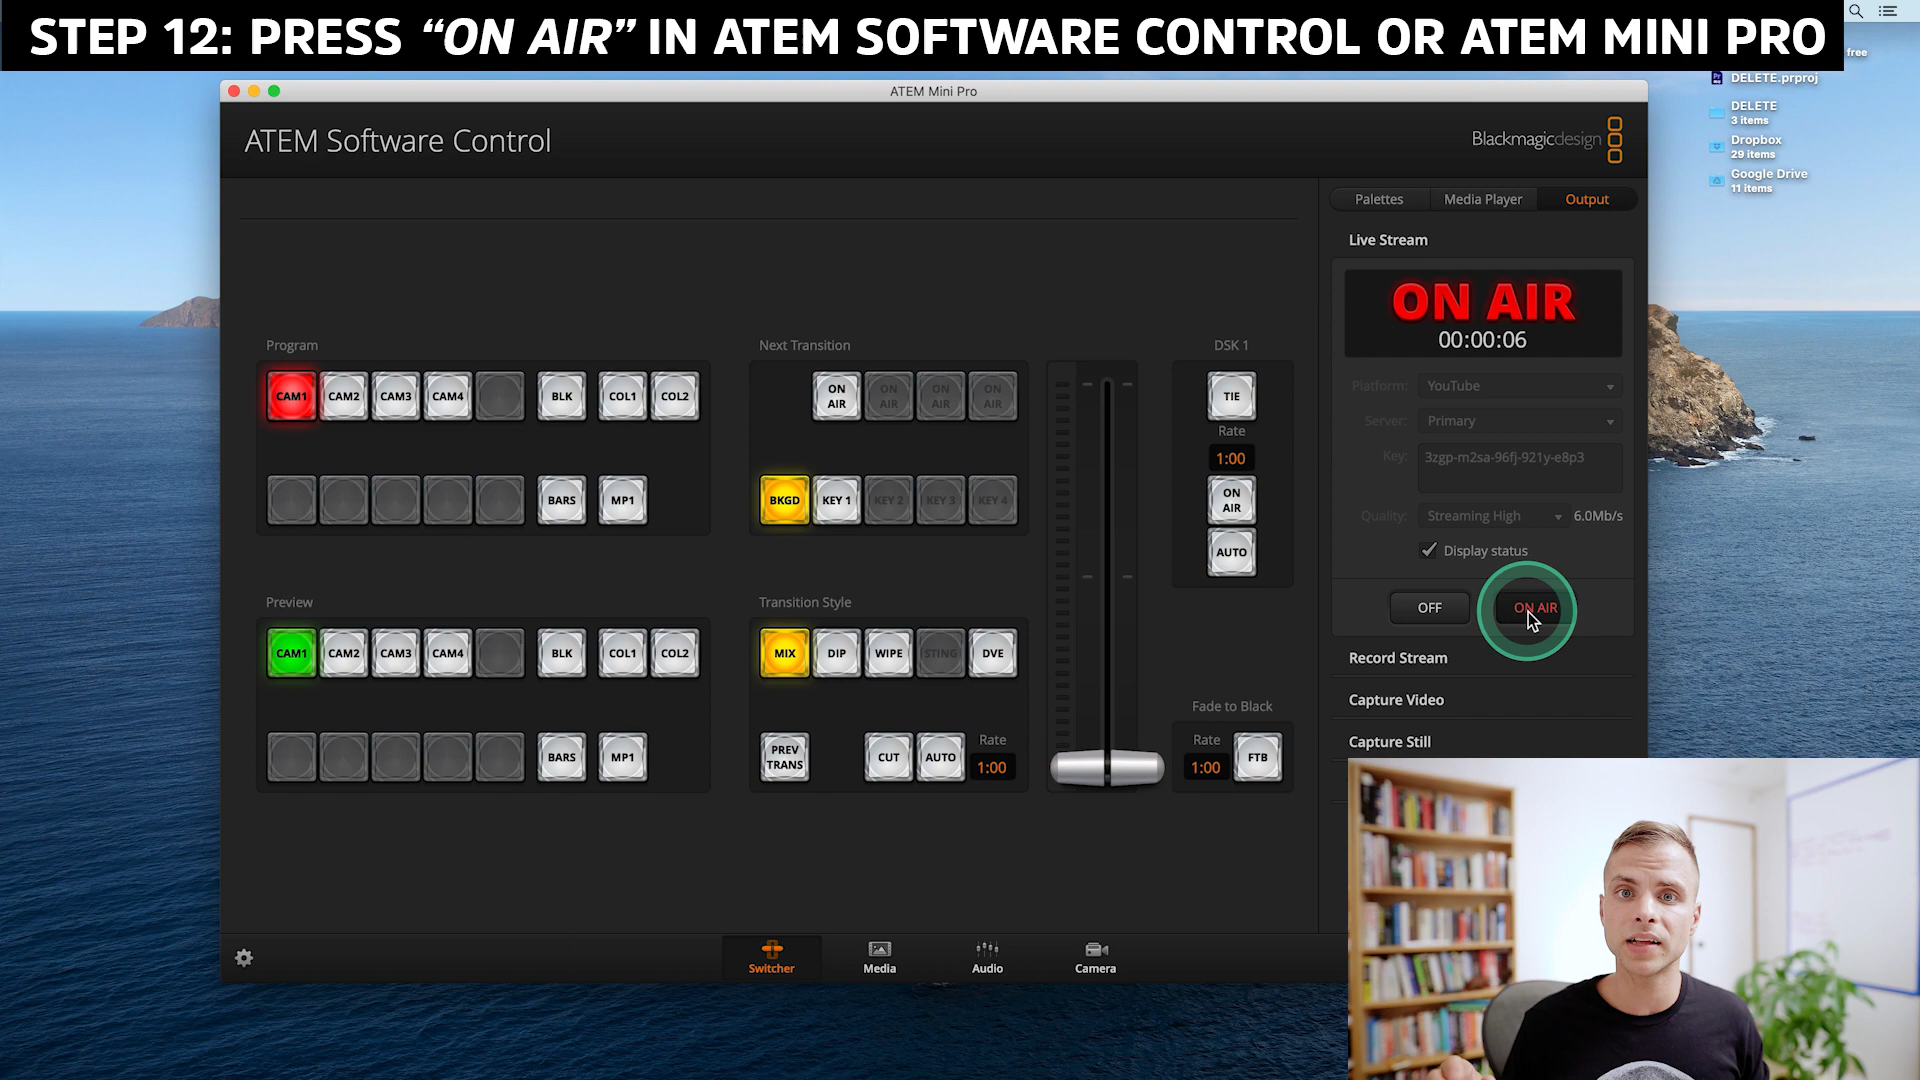 STEP 12: PRESS “ON AIR” IN ATEM SOFTWARE CONTROL OR ATEM MINI PRO
free
DELETE.prproj
DELETE
3 items
Dropbox
29 items
Google Drive
11 items
ATEM Mini Pro
ATEM Software Control
Blackmagicdesign
Palettes
Media Player
Output
Live Stream
ON AIR
00:00:06
Platform: YouTube
Server: Primary
Key: 3zgp-m2sa-96fj-921y-e8p3
Quality: Streaming High 6.0Mb/s
Display status
OFF
ON AIR
Record Stream
Capture Video
Capture Still
Program
CAM1 CAM2 CAM3 CAM4 BLK COL1 COL2
BARS MP1
Next Transition
ON AIR ON AIR ON AIR ON AIR
BKGD KEY 1 KEY 2 KEY 3 KEY 4
DSK 1
TIE
Rate
1:00
ON AIR
AUTO
Preview
CAM1 CAM2 CAM3 CAM4 BLK COL1 COL2
BARS MP1
Transition Style
MIX DIP WIPE STING DVE
PREV TRANS
CUT AUTO
Rate
1:00
Fade to Black
Rate
1:00
FTB
Switcher
Media
Audio
Camera